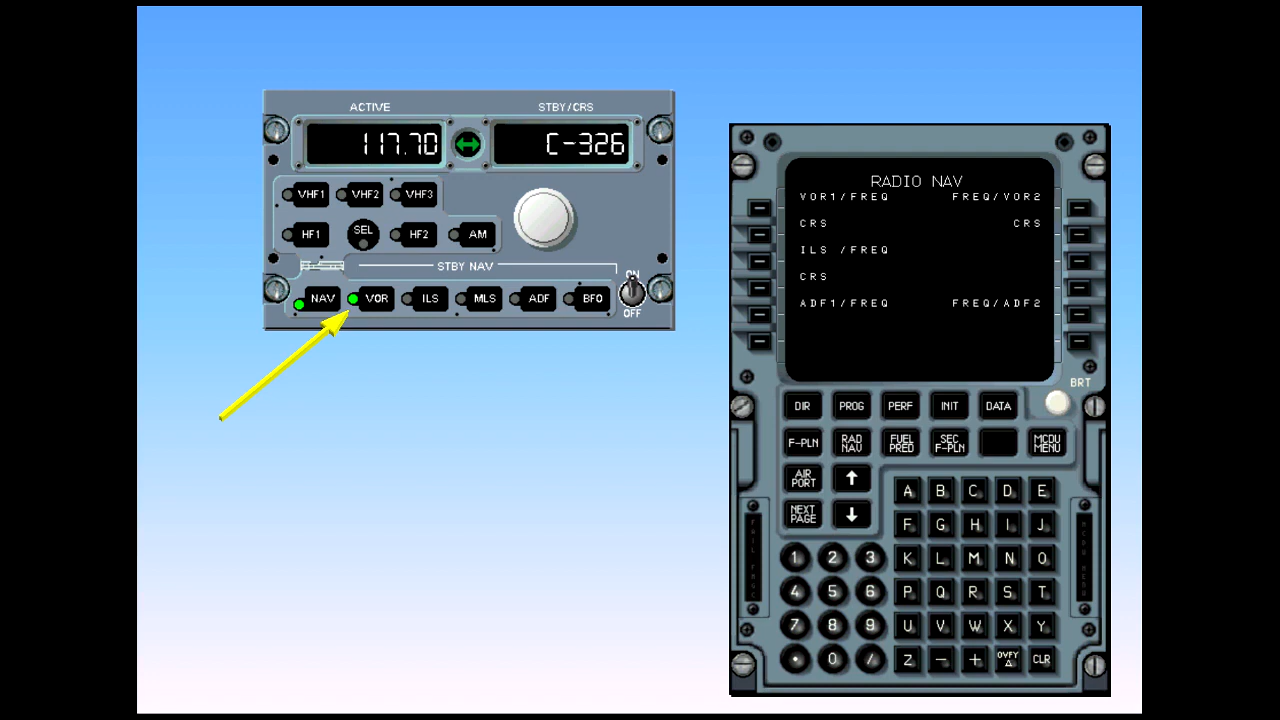 ACTIVE STBY/CRS
117.70 C-326
VHF1 VHF2 VHF3
HF1 SEL HF2 AM
STBY NAV
ON
NAV VOR ILS MLS ADF BFO
OFF
RADIO NAV
VOR1/FREQ FREQ/VOR2
CRS CRS
ILS /FREQ
CRS
ADF1/FREQ FREQ/ADF2
BRT
DIR PROG PERF INIT DATA
F-PLN RAD NAV FUEL PRED SEC F-PLN MCDU MENU
AIR PORT ↑
NEXT PAGE ↓
A B C D E
F G H I J
1 2 3 K L M N O
4 5 6 P Q R S T
7 8 9 U V W X Y
. 0 / Z - + OVFY Δ CLR